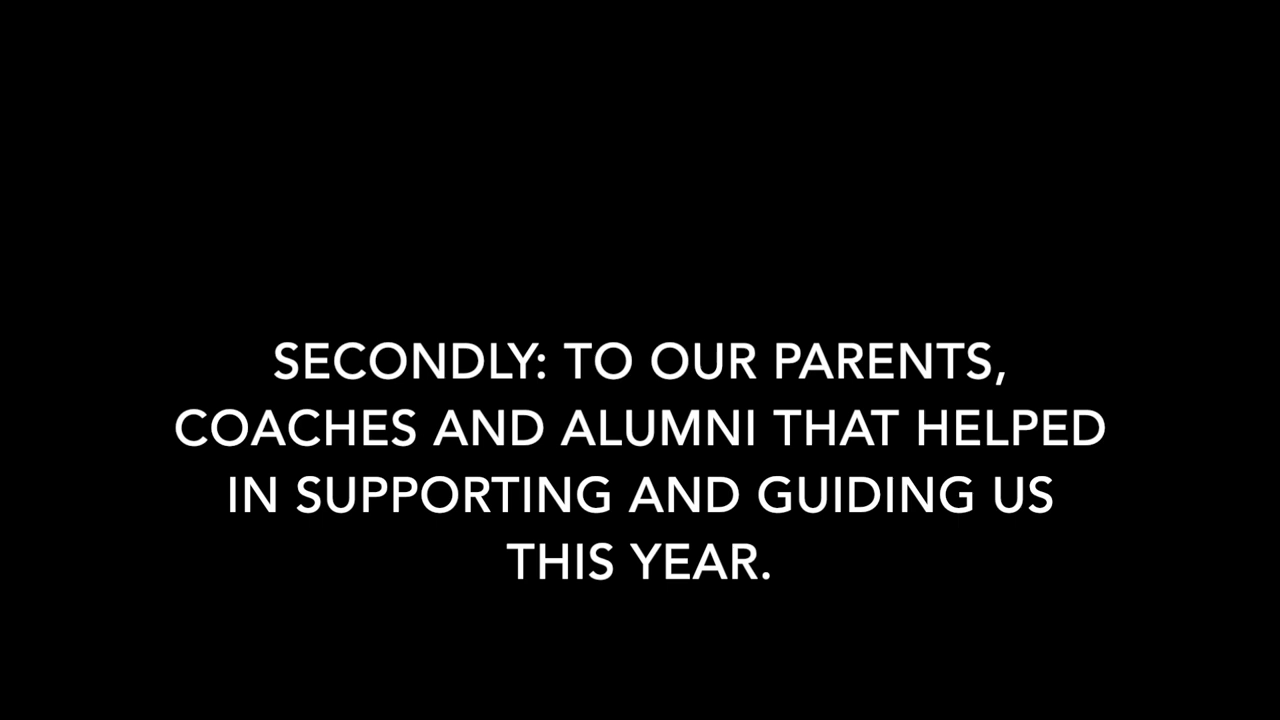 SECONDLY: TO OUR PARENTS,
COACHES AND ALUMNI THAT HELPED
IN SUPPORTING AND GUIDING US
THIS YEAR.